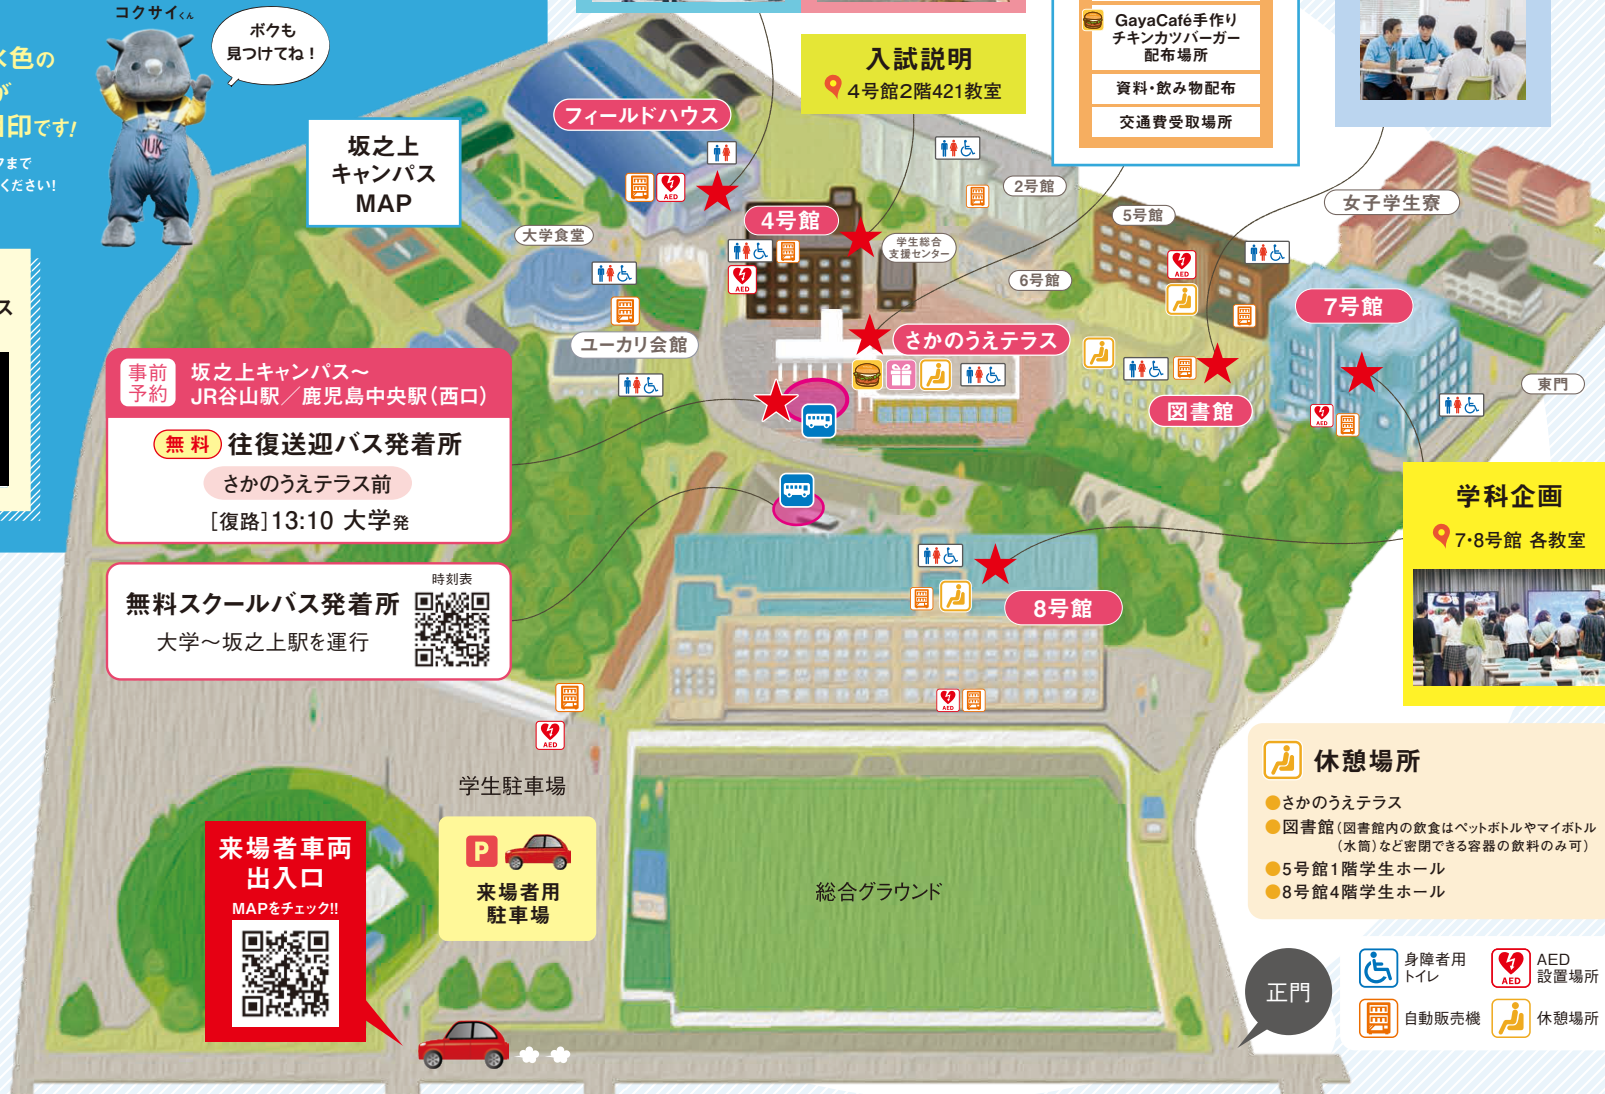 コクサイくん
ボクも
見つけてね！
水色の
が
目印です!
ください!
GayaCafé手作り
チキンカツバーガー
配布場所
資料・飲み物配布
交通費受取場所
入試説明
4号館2階421教室
坂之上
キャンパス
MAP
フィールドハウス
4号館
2号館
学生総合
支援センター
5号館
女子学生寮
大学食堂
6号館
7号館
ユーカリ会館
さかのうえテラス
図書館
東門
AED
AED
AED
AED
事前
予約
坂之上キャンパス～
JR谷山駅／鹿児島中央駅（西口）
無料 往復送迎バス発着所
さかのうえテラス前
［復路］13:10 大学発
時刻表
無料スクールバス発着所
大学～坂之上駅を運行
学科企画
7・8号館 各教室
8号館
AED
AED
学生駐車場
P
来場者用
駐車場
来場者車両
出入口
MAPをチェック!!
総合グラウンド
休憩場所
●さかのうえテラス
●図書館（図書館内の飲食はペットボトルやマイボトル
（水筒）など密閉できる容器の飲料のみ可）
●5号館1階学生ホール
●8号館4階学生ホール
正門
身障者用
トイレ
AED
AED
設置場所
自動販売機
休憩場所
JUK
ス